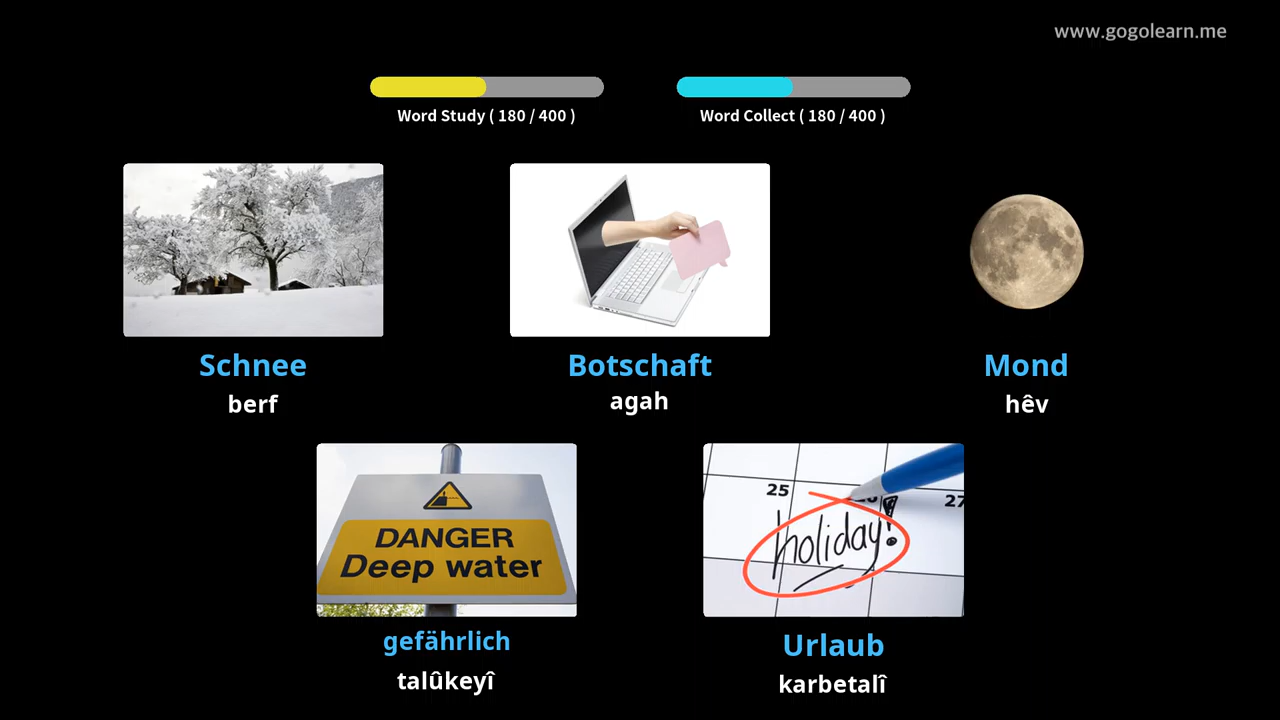 www.gogolearn.me
Word Study ( 180 / 400 )
Word Collect ( 180 / 400 )
Schnee
berf
Botschaft
agah
Mond
hêv
DANGER
Deep water
gefährlich
talûkeyî
25
27
holiday!
Urlaub
karbetalî